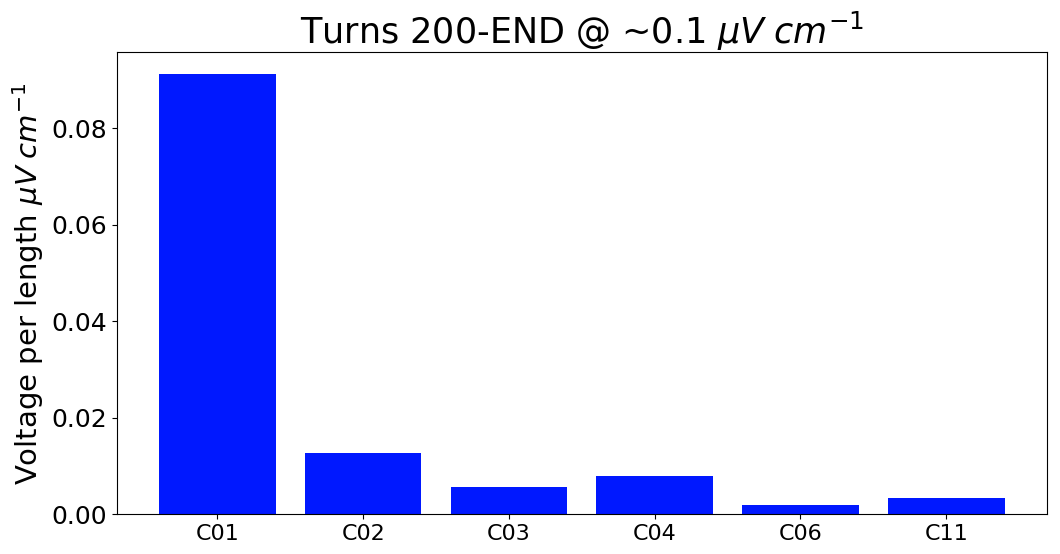 Turns 200-END @ ~0.1 μV cm⁻¹
Voltage per length μV cm⁻¹
0.08
0.06
0.04
0.02
0.00
C01 C02 C03 C04 C06 C11